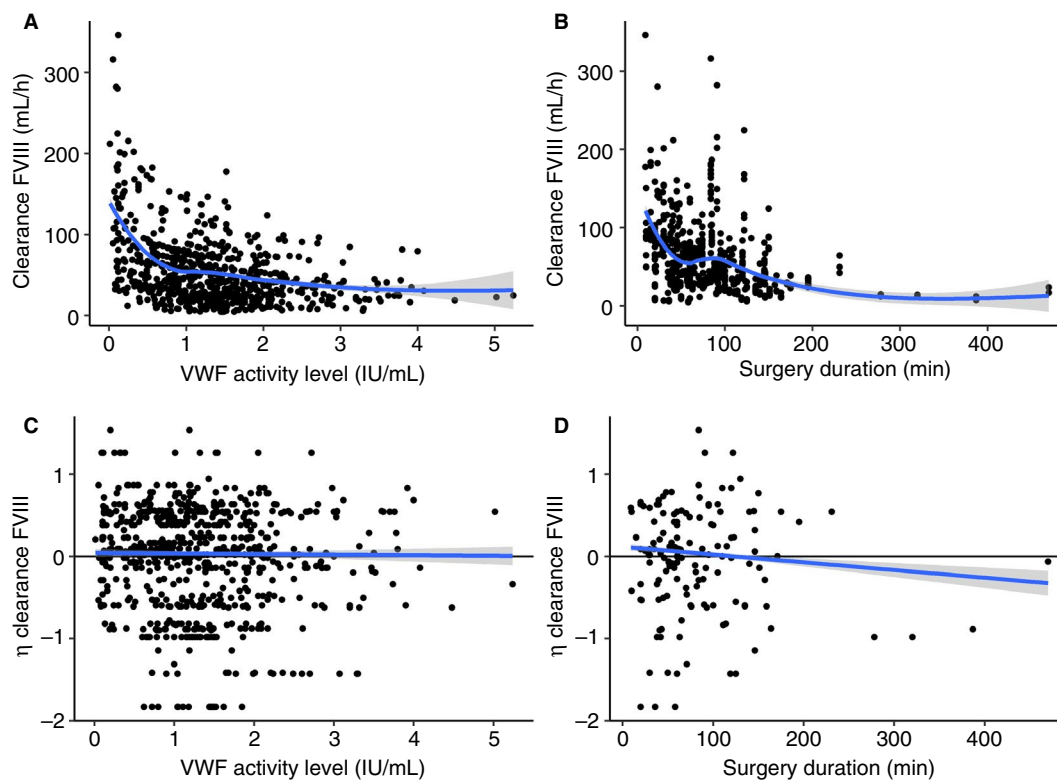 A
B
Clearance FVIII (mL/h)
300
200
100
0
0 1 2 3 4 5
VWF activity level (IU/mL)
Clearance FVIII (mL/h)
300
200
100
0
0 100 200 300 400
Surgery duration (min)
C
D
η clearance FVIII
1
0
−1
−2
0 1 2 3 4 5
VWF activity level (IU/mL)
η clearance FVIII
1
0
−1
−2
0 100 200 300 400
Surgery duration (min)